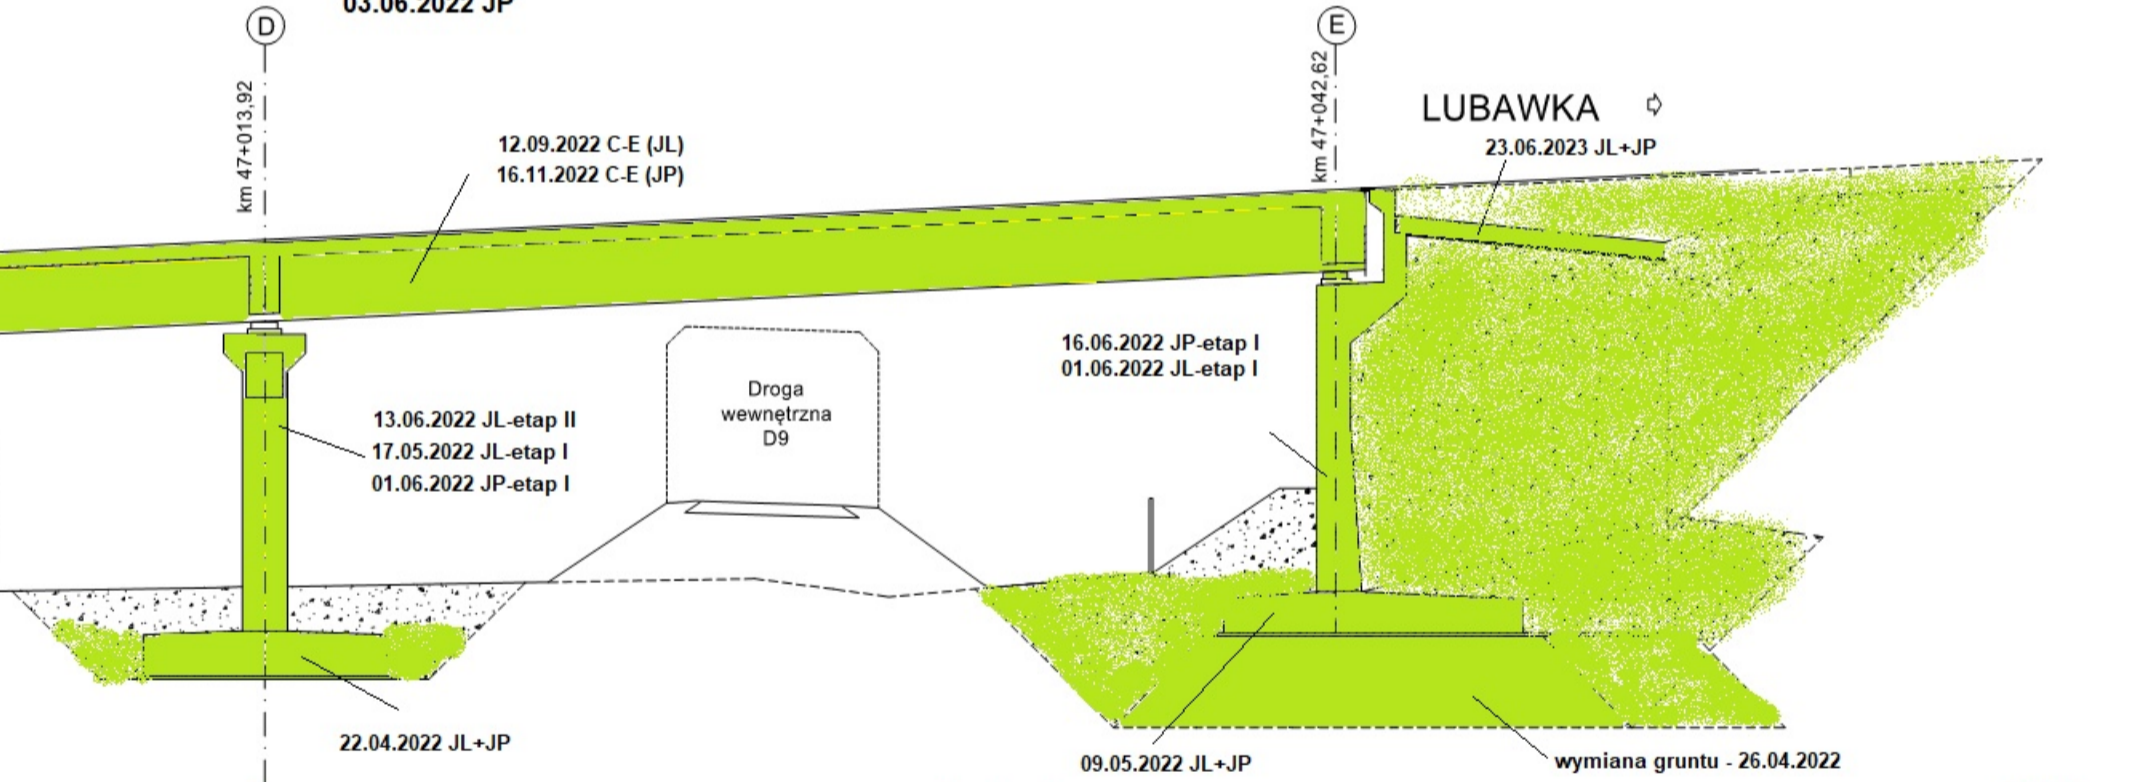 03.06.2022 JP
D
E
km 47+013,92
km 47+042,62
LUBAWKA
23.06.2023 JL+JP
12.09.2022 C-E (JL)
16.11.2022 C-E (JP)
16.06.2022 JP-etap I
01.06.2022 JL-etap I
Droga
wewnętrzna
D9
13.06.2022 JL-etap II
17.05.2022 JL-etap I
01.06.2022 JP-etap I
22.04.2022 JL+JP
09.05.2022 JL+JP
wymiana gruntu - 26.04.2022